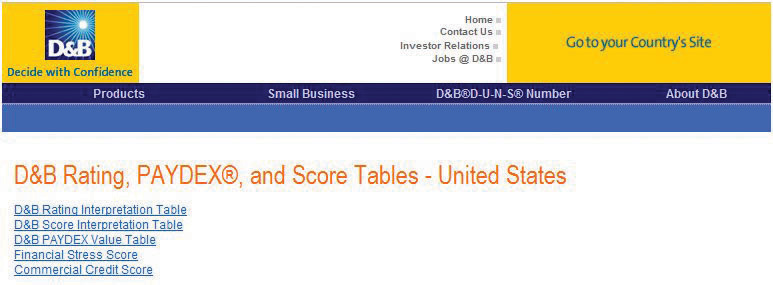 D&B
Decide with Confidence
Home
Contact Us
Investor Relations
Jobs @ D&B
Go to your Country's Site
Products Small Business D&B®D-U-N-S® Number About D&B
D&B Rating, PAYDEX®, and Score Tables - United States
D&B Rating Interpretation Table
D&B Score Interpretation Table
D&B PAYDEX Value Table
Financial Stress Score
Commercial Credit Score